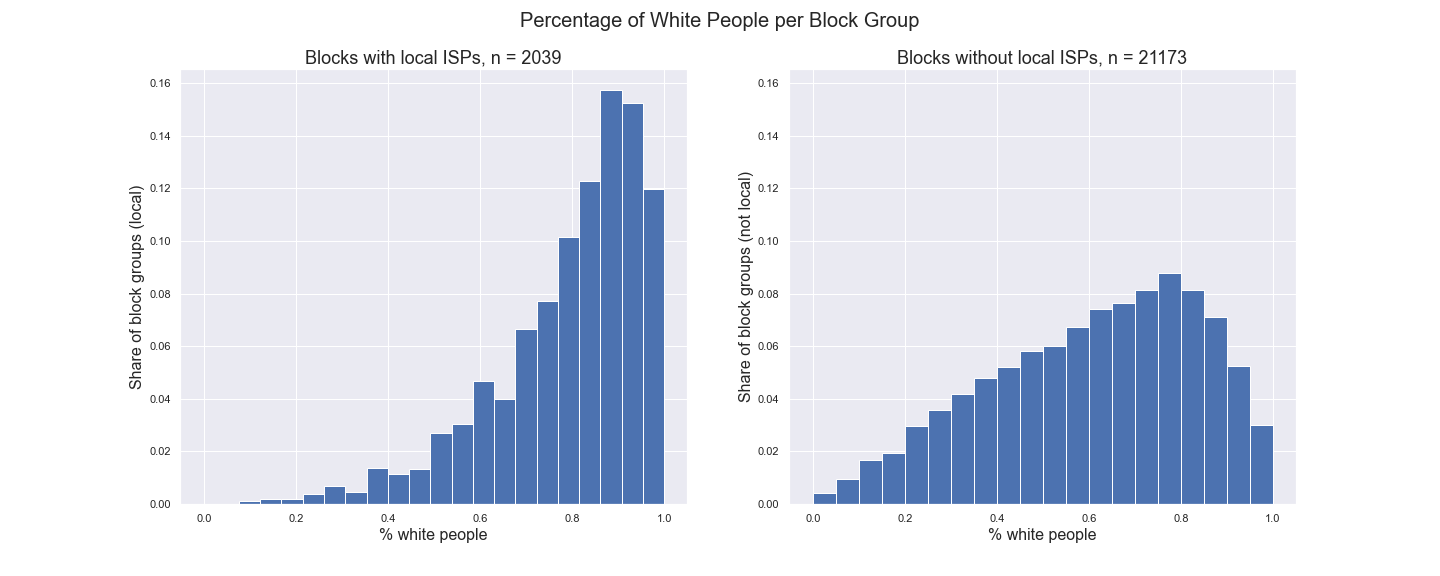 Percentage of White People per Block Group
Blocks with local ISPs, n = 2039
Share of block groups (local)
0.16
0.14
0.12
0.10
0.08
0.06
0.04
0.02
0.00
0.0 0.2 0.4 0.6 0.8 1.0
% white people
Blocks without local ISPs, n = 21173
Share of block groups (not local)
0.16
0.14
0.12
0.10
0.08
0.06
0.04
0.02
0.00
0.0 0.2 0.4 0.6 0.8 1.0
% white people